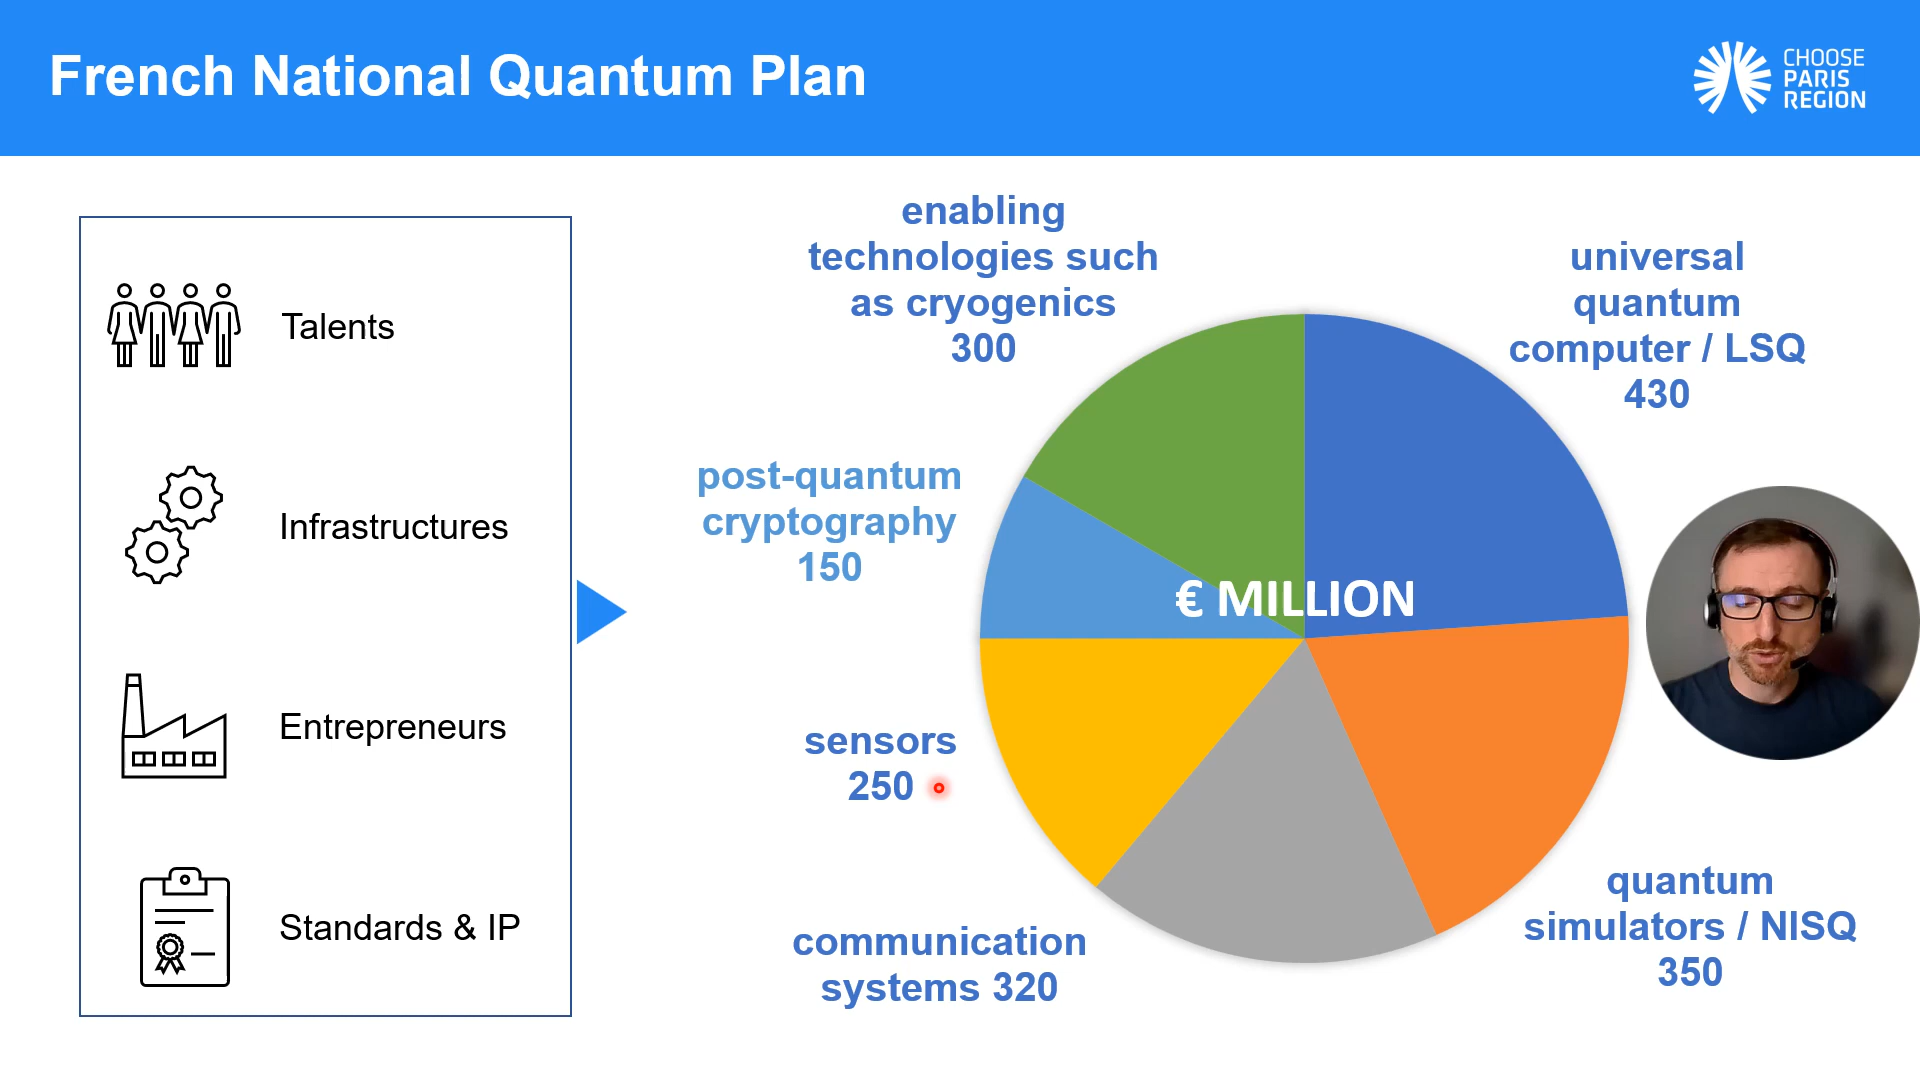 French National Quantum Plan
CHOOSE
PARIS
REGION
Talents
Infrastructures
Entrepreneurs
Standards & IP
enabling
technologies such
as cryogenics
300
universal
quantum
computer / LSQ
430
post-quantum
cryptography
150
€ MILLION
sensors
250
communication
systems 320
quantum
simulators / NISQ
350